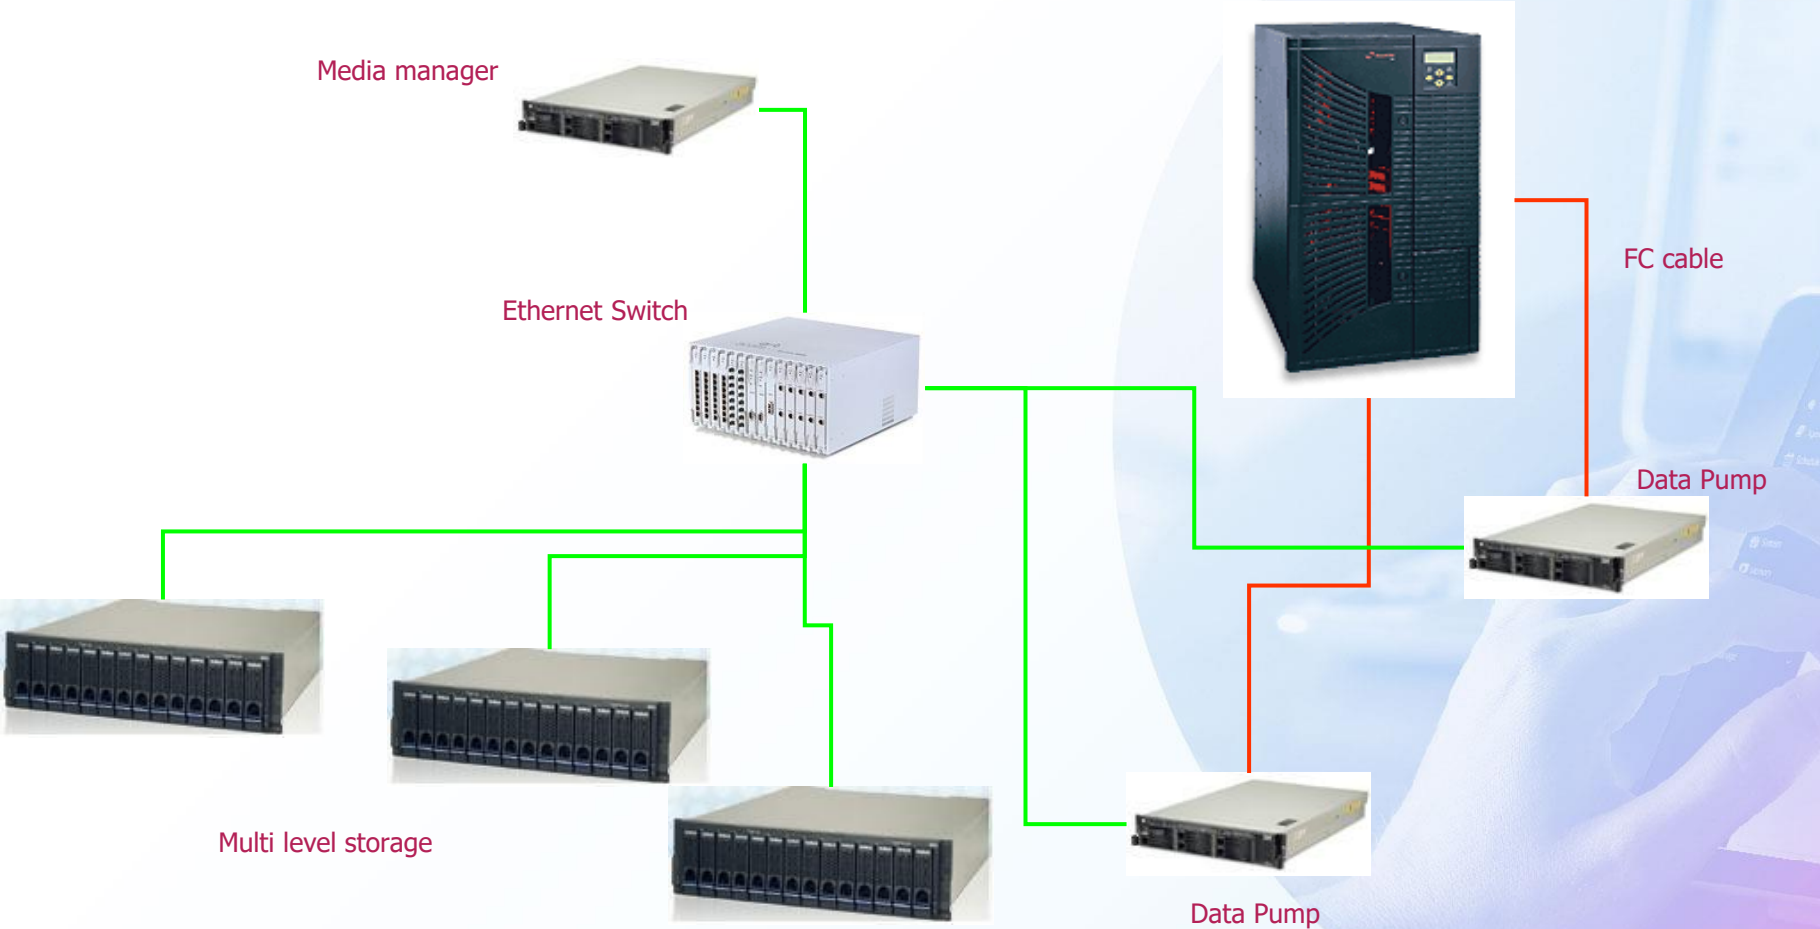 Media manager
Ethernet Switch
FC cable
Data Pump
Multi level storage
Data Pump